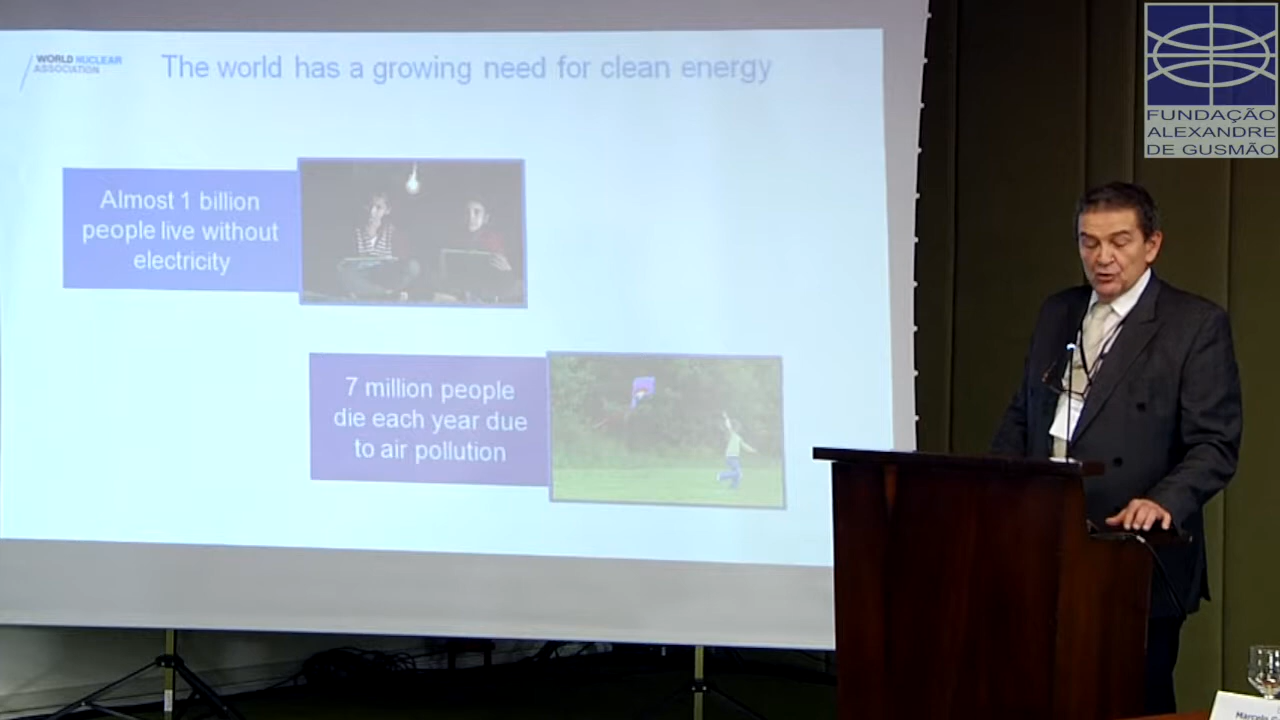 WORLD NUCLEAR
ASSOCIATION
The world has a growing need for clean energy
Almost 1 billion
people live without
electricity
7 million people
die each year due
to air pollution
FUNDAÇÃO
ALEXANDRE
DE GUSMÃO
Marcelo